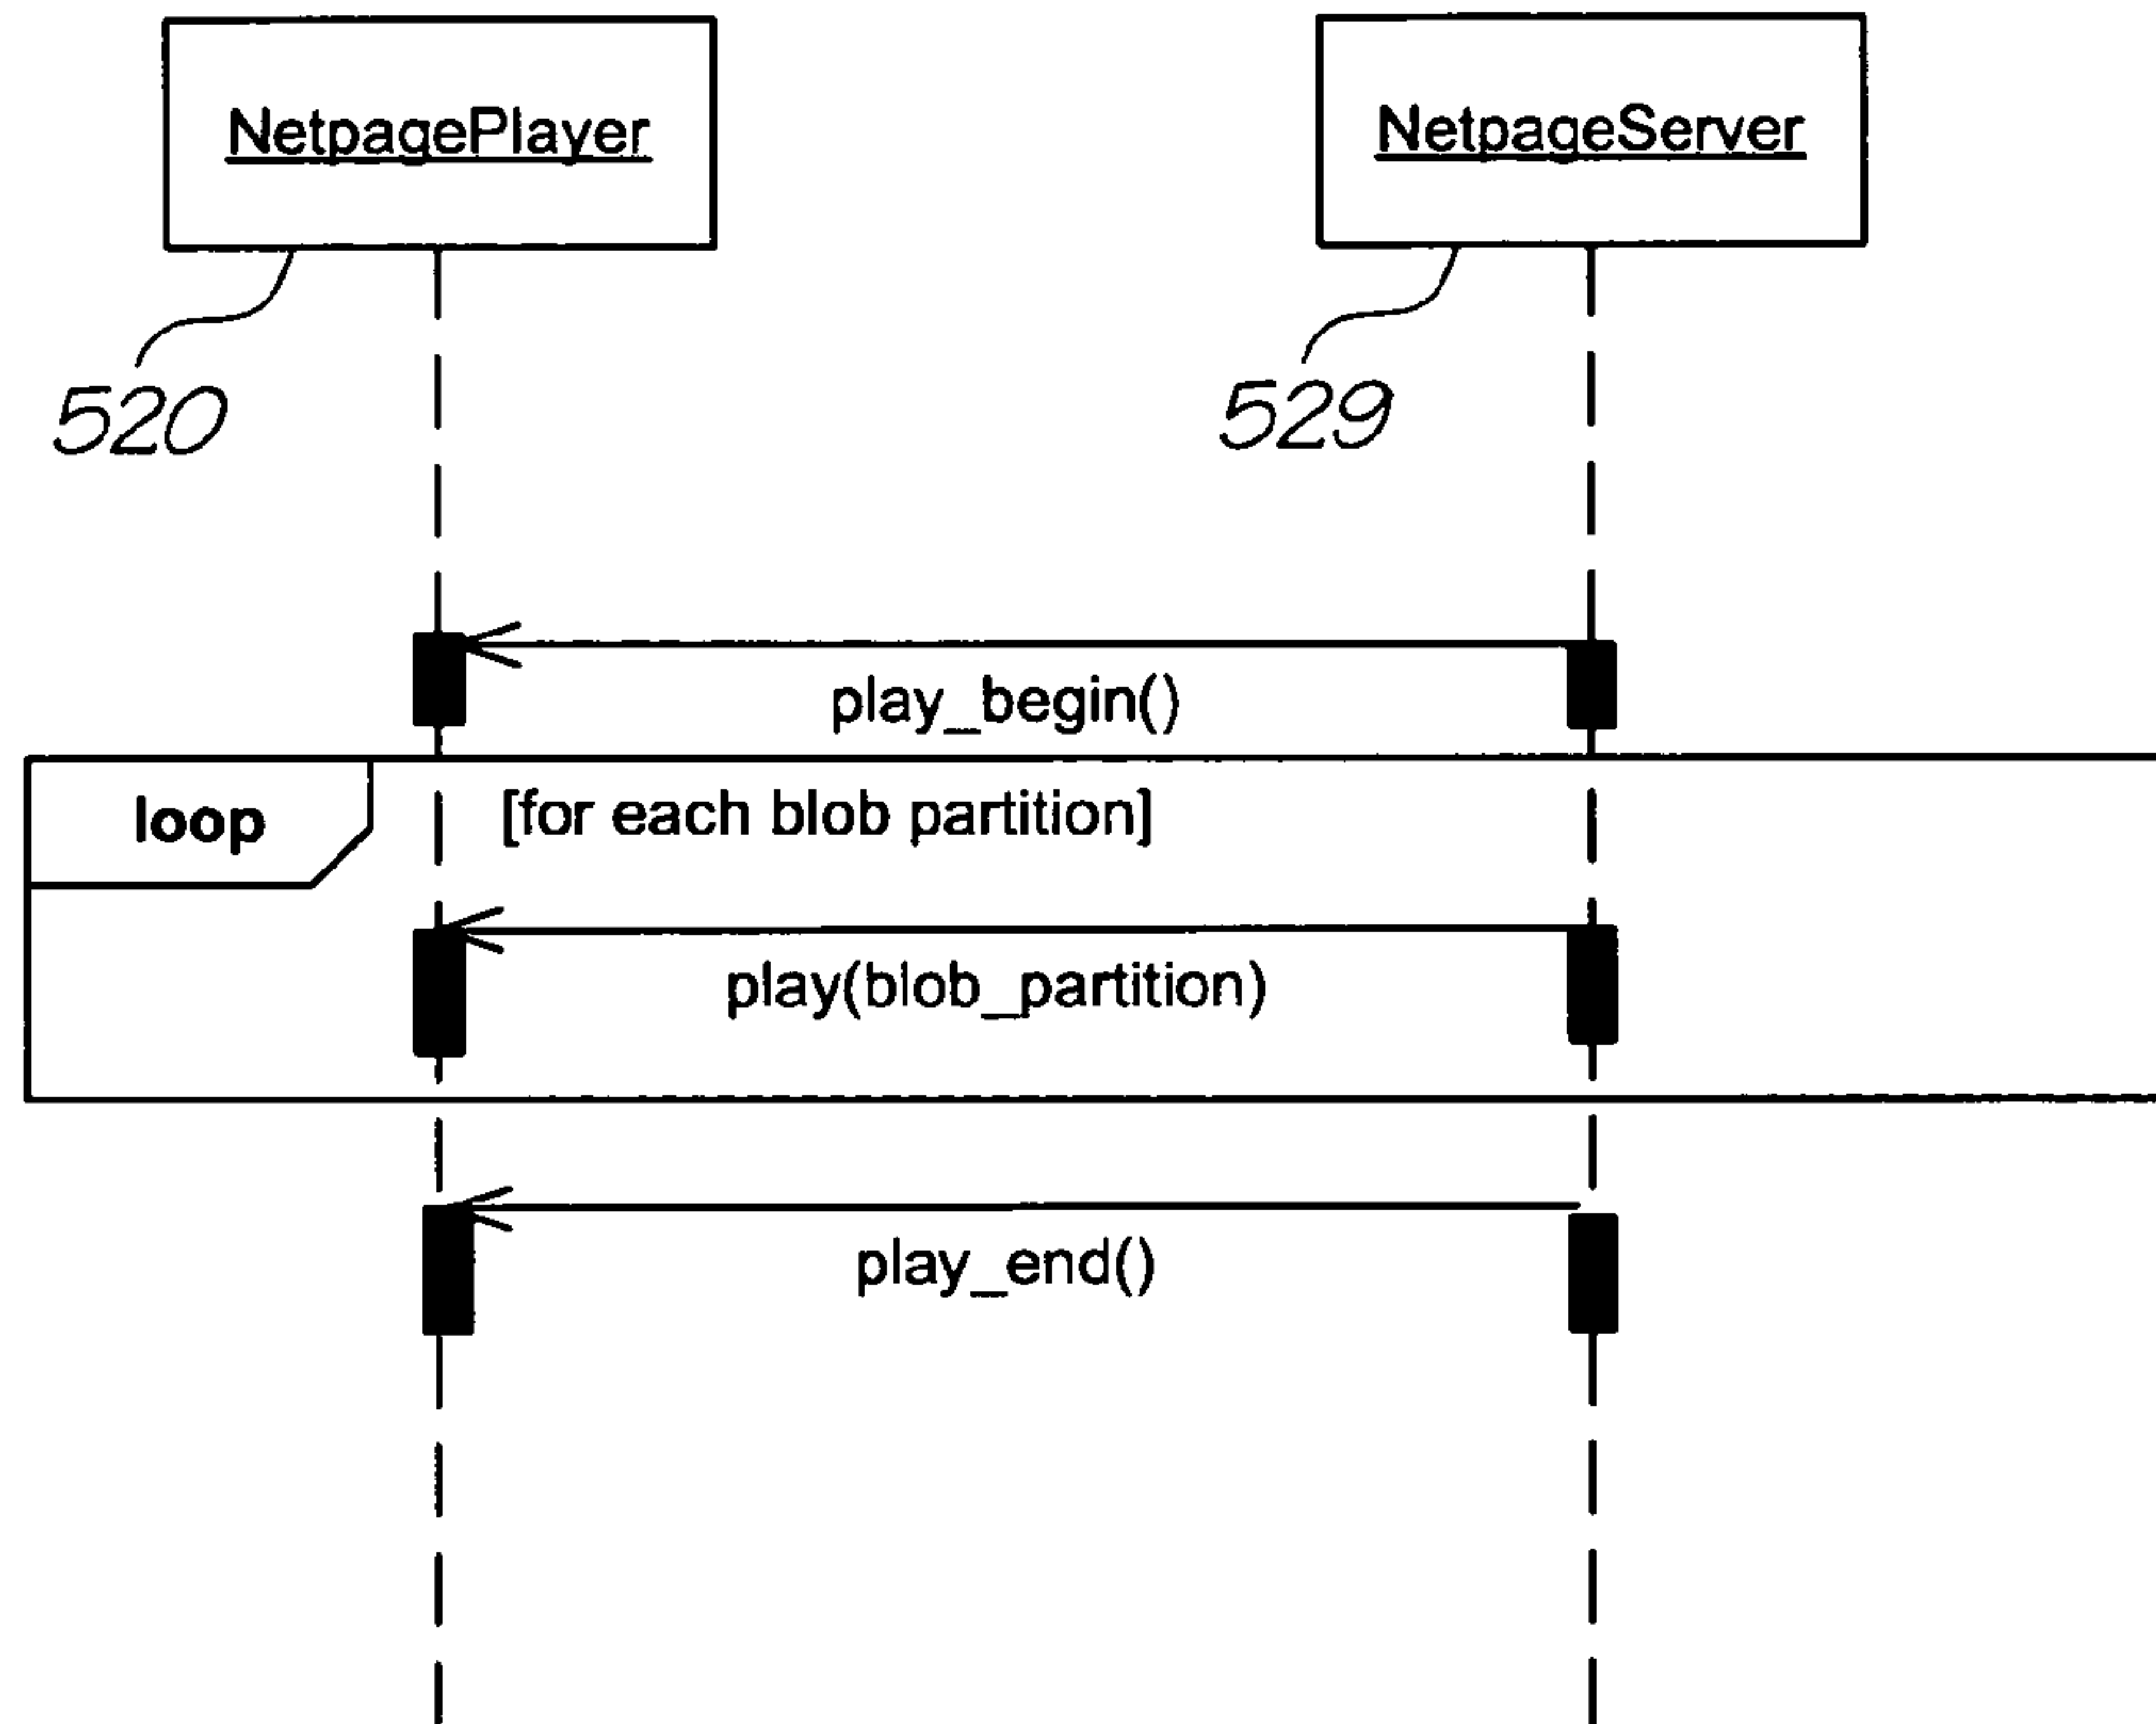 NetpagePlayer
NetpageServer
520
529
play_begin()
loop
[for each blob partition]
play(blob_partition)
play_end()